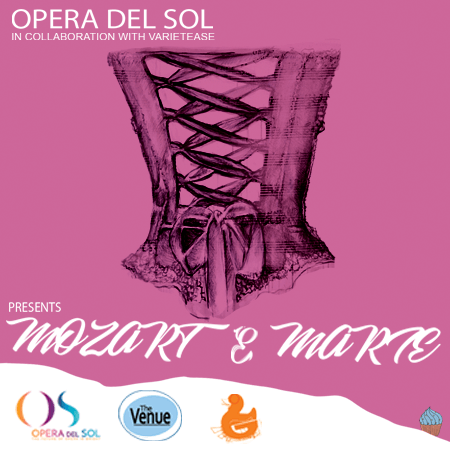 OPERA DEL SOL
IN COLLABORATION WITH VARIETEASE
PRESENTS
MOZART & MARIE
OS
OPERA DEL SOL
The
Venue